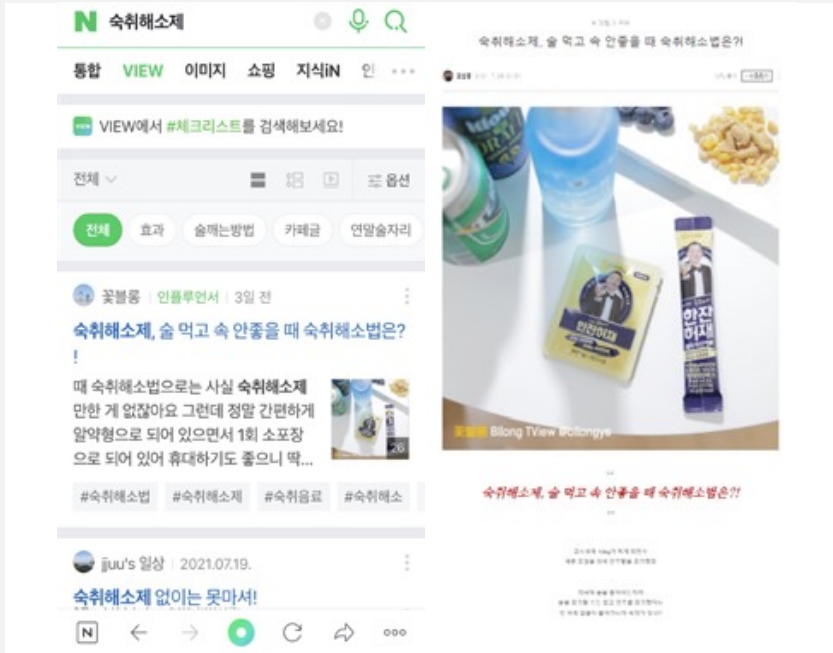 N 숙취해소제
통합 VIEW 이미지 쇼핑 지식iN 인
VIEW에서 #체크리스트를 검색해보세요!
전체
옵션
전체 효과 술깨는방법 카페글 연말술자리
꽃블롱 인플루언서 3일 전
숙취해소제, 술 먹고 속 안좋을 때 숙취해소법은?
!
때 숙취해소법으로는 사실 숙취해소제
만한 게 없잖아요 그런데 정말 간편하게
알약형으로 되어 있으면서 1회 소포장
으로 되어 있어 휴대하기도 좋으니 딱...
26
#숙취해소법 #숙취해소제 #숙취음료 #숙취해소
jjuu's 일상 2021.07.19.
숙취해소제 없이는 못마셔!
N
숙취해소제, 술 먹고 속 안좋을 때 숙취해소법은?!
한잔허재
한잔
허재
Bllong TView @bllongye
숙취해소제, 술 먹고 속 안좋을 때 숙취해소법은?!